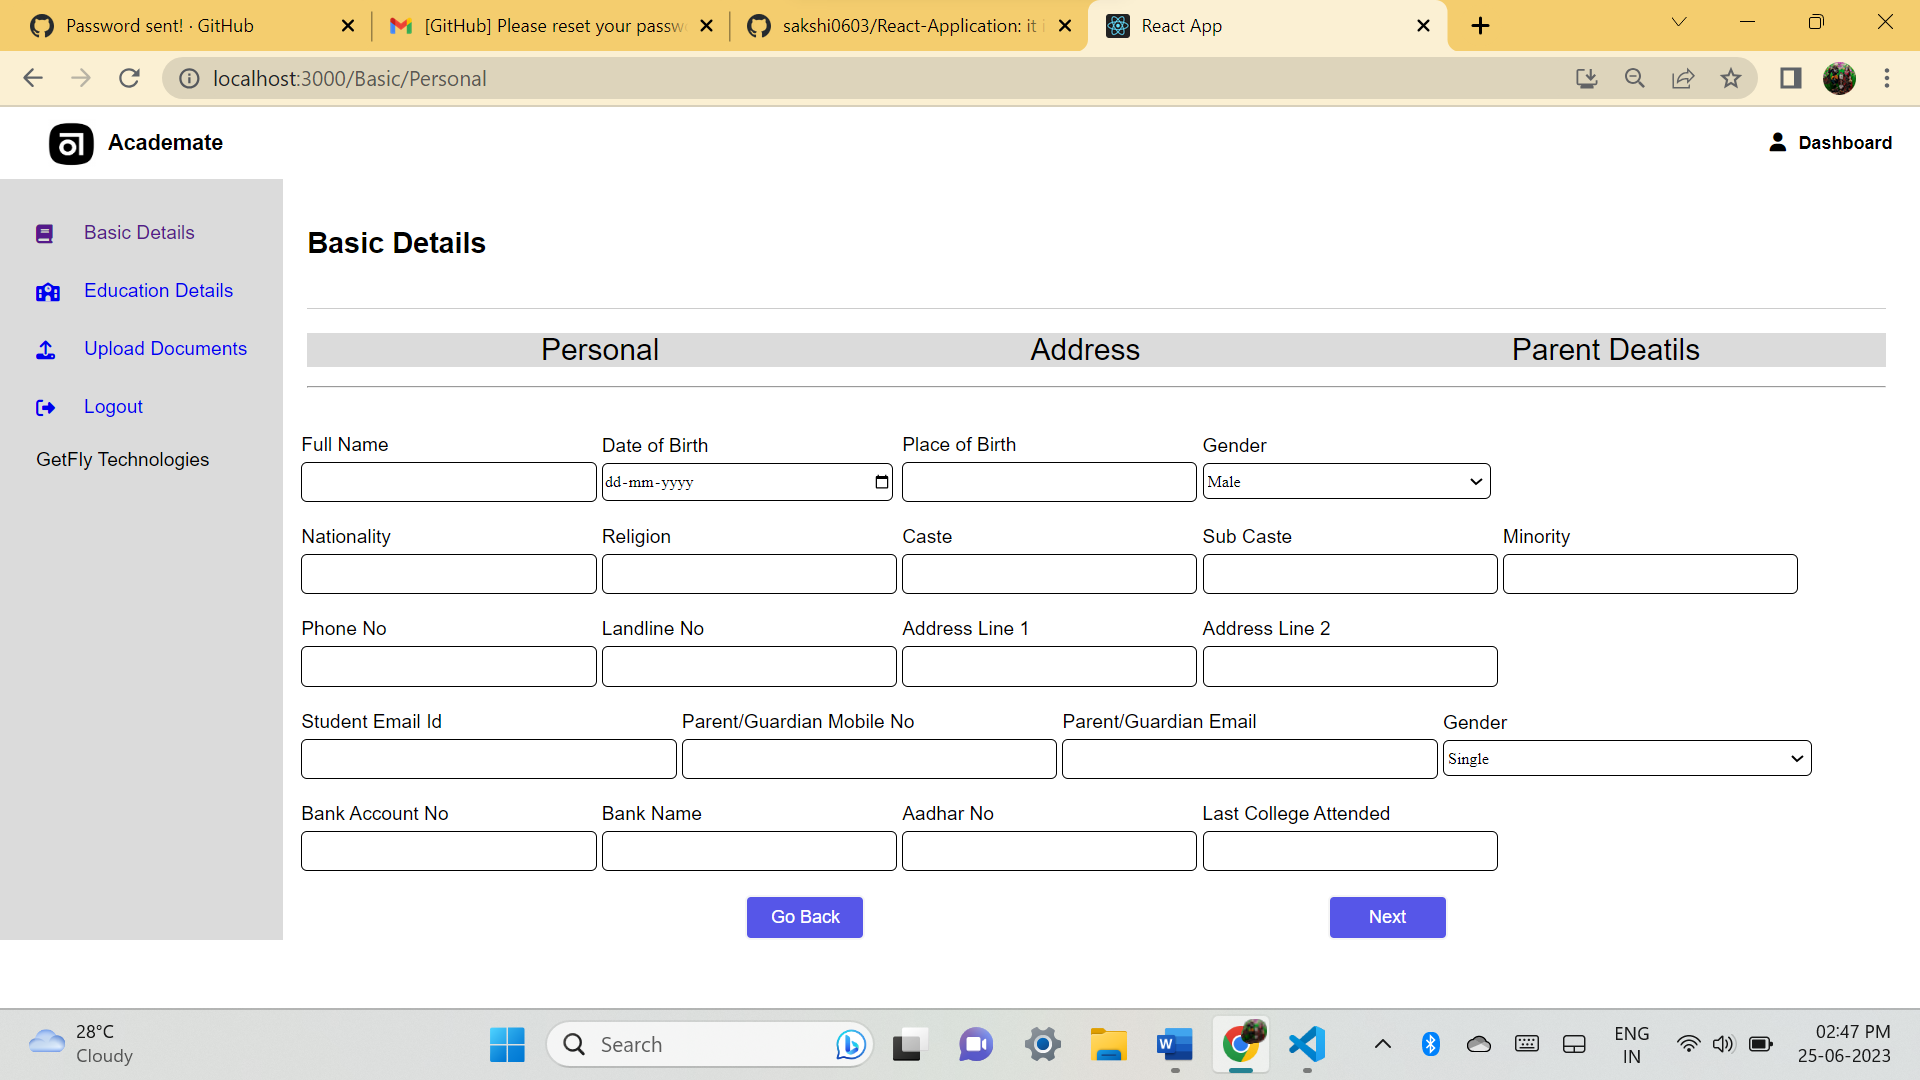 Password sent! · GitHub
[GitHub] Please reset your passw
sakshi0603/React-Application: it i
React App
localhost:3000/Basic/Personal
Academate
Dashboard
Basic Details
Education Details
Upload Documents
Logout
GetFly Technologies
Basic Details
Personal Address Parent Deatils
Full Name Date of Birth Place of Birth Gender
dd-mm-yyyy Male
Nationality Religion Caste Sub Caste Minority
Phone No Landline No Address Line 1 Address Line 2
Student Email Id Parent/Guardian Mobile No Parent/Guardian Email Gender
Single
Bank Account No Bank Name Aadhar No Last College Attended
Go Back Next
28°C
Cloudy
Search
ENG
IN
02:47 PM
25-06-2023